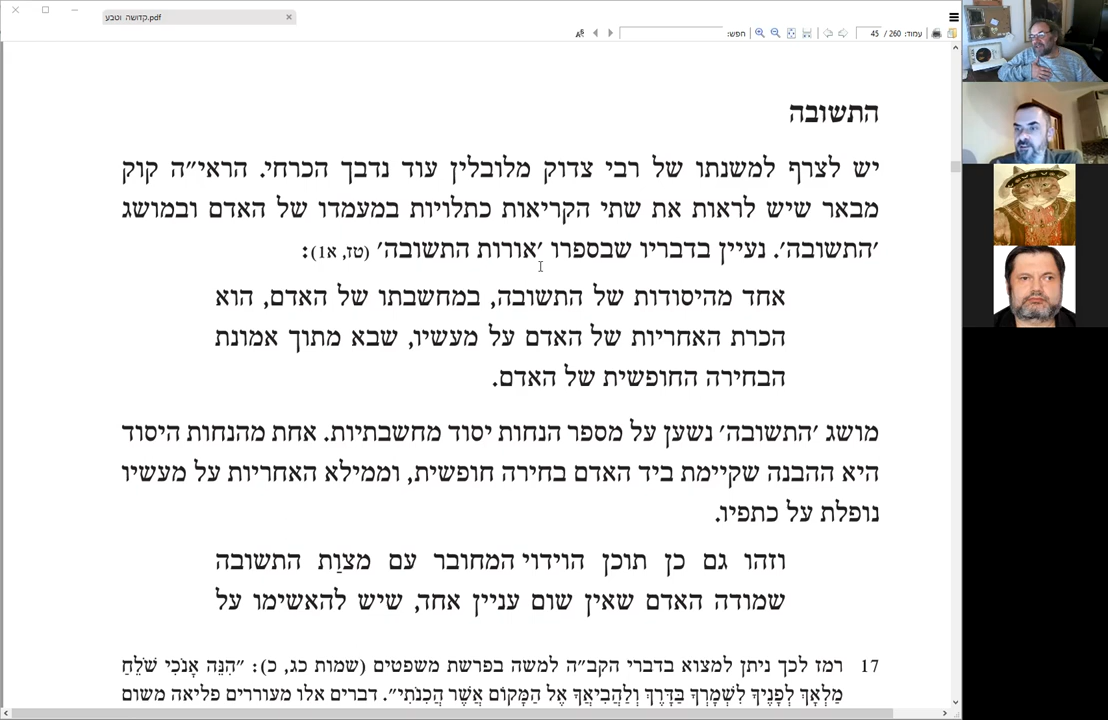 קדושה וטבע.pdf
עמוד: 260 / 45
חפש:
התשובה
יש לצרף למשנתו של רבי צדוק מלובלין עוד נדבך הכרחי. הראי״ה קוק
מבאר שיש לראות את שתי הקריאות כתלויות במעמדו של האדם ובמושג
׳התשובה׳. נעיין בדבריו שבספרו ׳אורות התשובה׳ (טז, א1):
אחד מהיסודות של התשובה, במחשבתו של האדם, הוא
הכרת האחריות של האדם על מעשיו, שבא מתוך אמונת
הבחירה החופשית של האדם.
מושג ׳התשובה׳ נשען על מספר הנחות יסוד מחשבתיות. אחת מהנחות היסוד
היא ההבנה שקיימת ביד האדם בחירה חופשית, וממילא האחריות על מעשיו
נופלת על כתפיו.
וזהו גם כן תוכן הוידוי המחובר עם מצוַת התשובה
שמודה האדם שאין שום עניין אחד, שיש להאשימו על
17 רמז לכך ניתן למצוא בדברי הקב״ה למשה בפרשת משפטים (שמות כג, כ): ״הִנֵּה אָנֹכִי שֹׁלֵחַ
מַלְאָךְ לְפָנֶיךָ לִשְׁמָרְךָ בַּדָּרֶךְ וְלַהֲבִיאֲךָ אֶל הַמָּקוֹם אֲשֶׁר הֲכִנֹתִי״. דברים אלו מעוררים פליאה משום